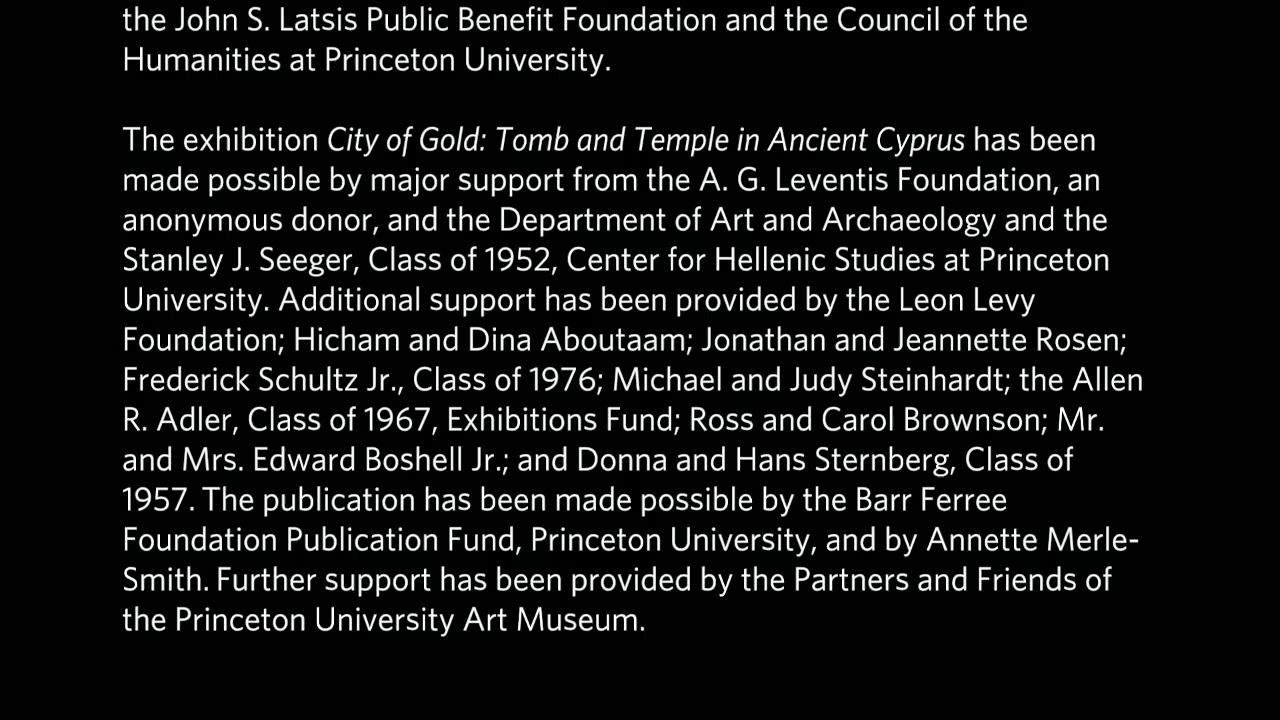 the John S. Latsis Public Benefit Foundation and the Council of the
Humanities at Princeton University.
The exhibition City of Gold: Tomb and Temple in Ancient Cyprus has been
made possible by major support from the A. G. Leventis Foundation, an
anonymous donor, and the Department of Art and Archaeology and the
Stanley J. Seeger, Class of 1952, Center for Hellenic Studies at Princeton
University. Additional support has been provided by the Leon Levy
Foundation; Hicham and Dina Aboutaam; Jonathan and Jeannette Rosen;
Frederick Schultz Jr., Class of 1976; Michael and Judy Steinhardt; the Allen
R. Adler, Class of 1967, Exhibitions Fund; Ross and Carol Brownson; Mr.
and Mrs. Edward Boshell Jr.; and Donna and Hans Sternberg, Class of
1957. The publication has been made possible by the Barr Ferree
Foundation Publication Fund, Princeton University, and by Annette Merle-
Smith. Further support has been provided by the Partners and Friends of
the Princeton University Art Museum.